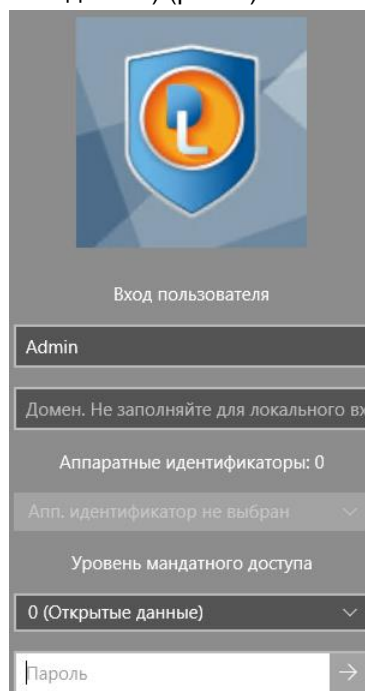 DL
Вход пользователя
Admin
Домен. Не заполняйте для локального вх
Аппаратные идентификаторы: 0
Апп. идентификатор не выбран
Уровень мандатного доступа
0 (Открытые данные)
Пароль